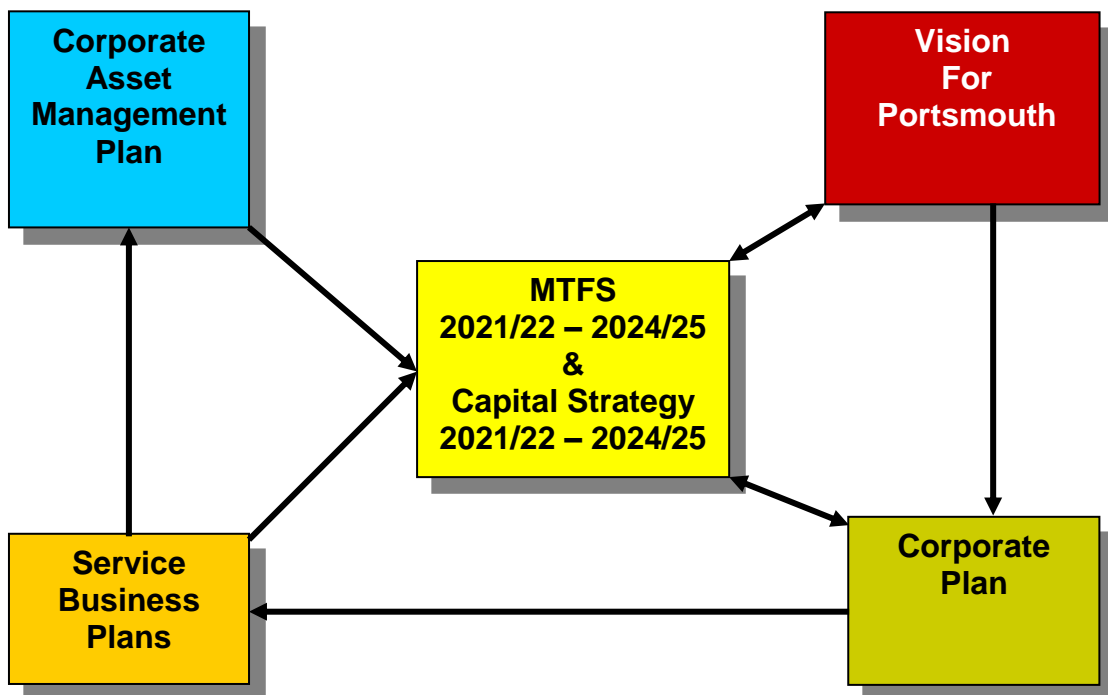 Corporate
Asset
Management
Plan
Vision
For
Portsmouth
MTFS
2021/22 – 2024/25
&
Capital Strategy
2021/22 – 2024/25
Service
Business
Plans
Corporate
Plan